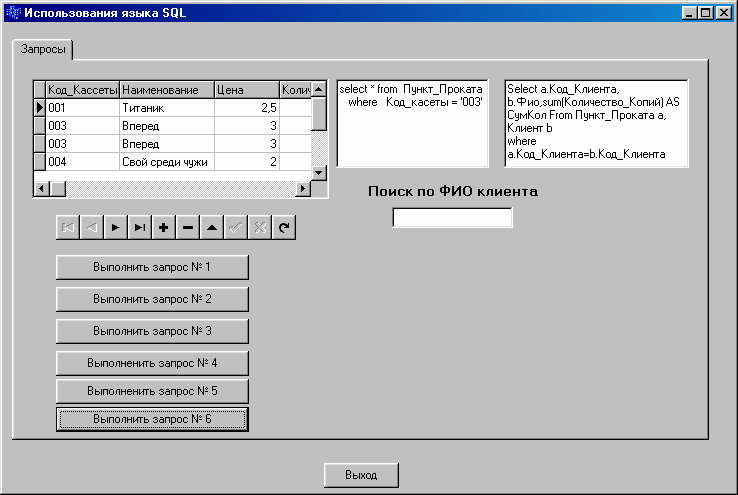 Использования языка SQL
Запросы
Код_Кассеты Наименование Цена Колич
001 Титаник 2,5
003 Вперед 3
003 Вперед 3
004 Свой среди чужи 2
select * from Пункт_Проката
where Код_касеты = '003'
Select a.Код_Клиента,
b.Фио,sum(Количество_Копий) AS
СумКол From Пункт_Проката a,
Клиент b
where
a.Код_Клиента=b.Код_Клиента
Поиск по ФИО клиента
Выполнить запрос № 1
Выполнить запрос № 2
Выполнить запрос № 3
Выполненить запрос № 4
Выполненить запрос № 5
Выполнить запрос № 6
Выход